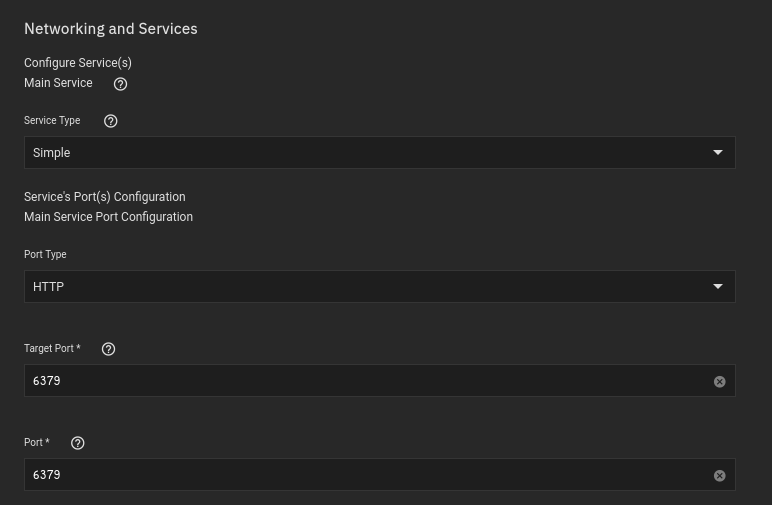 Networking and Services
Configure Service(s)
Main Service
Service Type
Simple
Service's Port(s) Configuration
Main Service Port Configuration
Port Type
HTTP
Target Port *
6379
Port *
6379